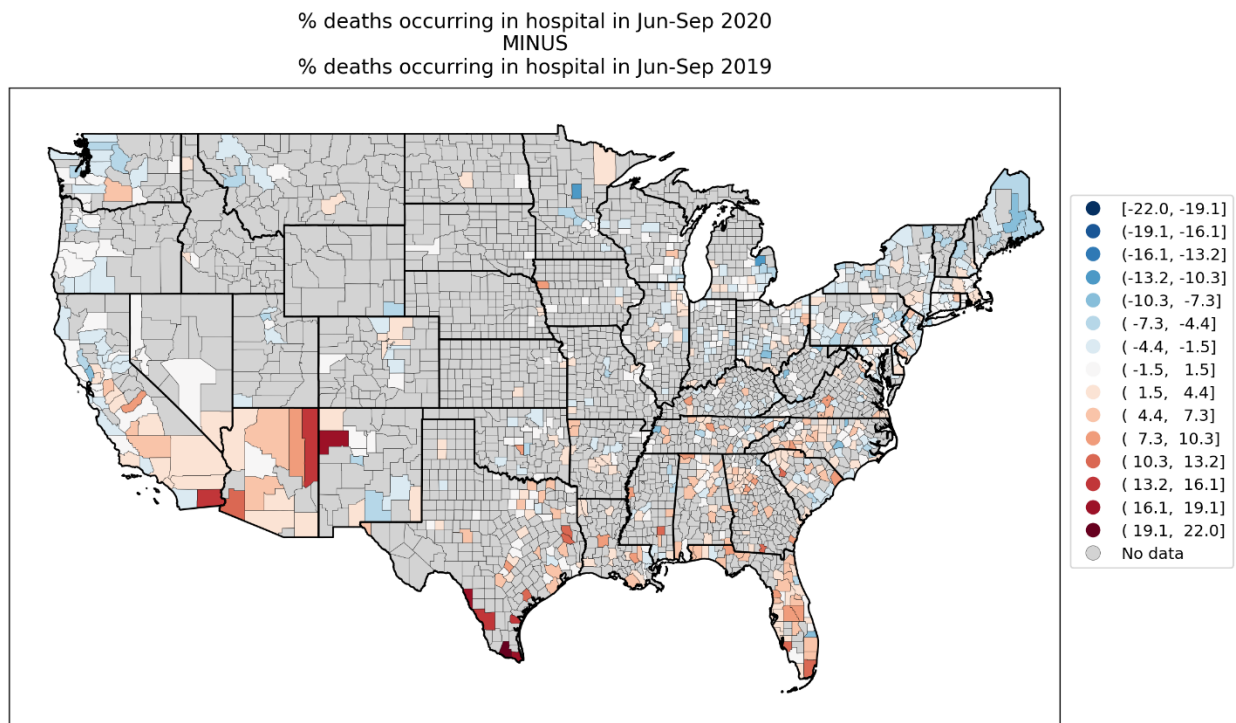 % deaths occurring in hospital in Jun-Sep 2020
MINUS
% deaths occurring in hospital in Jun-Sep 2019
[-22.0, -19.1]
(-19.1, -16.1]
(-16.1, -13.2]
(-13.2, -10.3]
(-10.3, -7.3]
( -7.3, -4.4]
( -4.4, -1.5]
( -1.5, 1.5]
( 1.5, 4.4]
( 4.4, 7.3]
( 7.3, 10.3]
( 10.3, 13.2]
( 13.2, 16.1]
( 16.1, 19.1]
( 19.1, 22.0]
No data